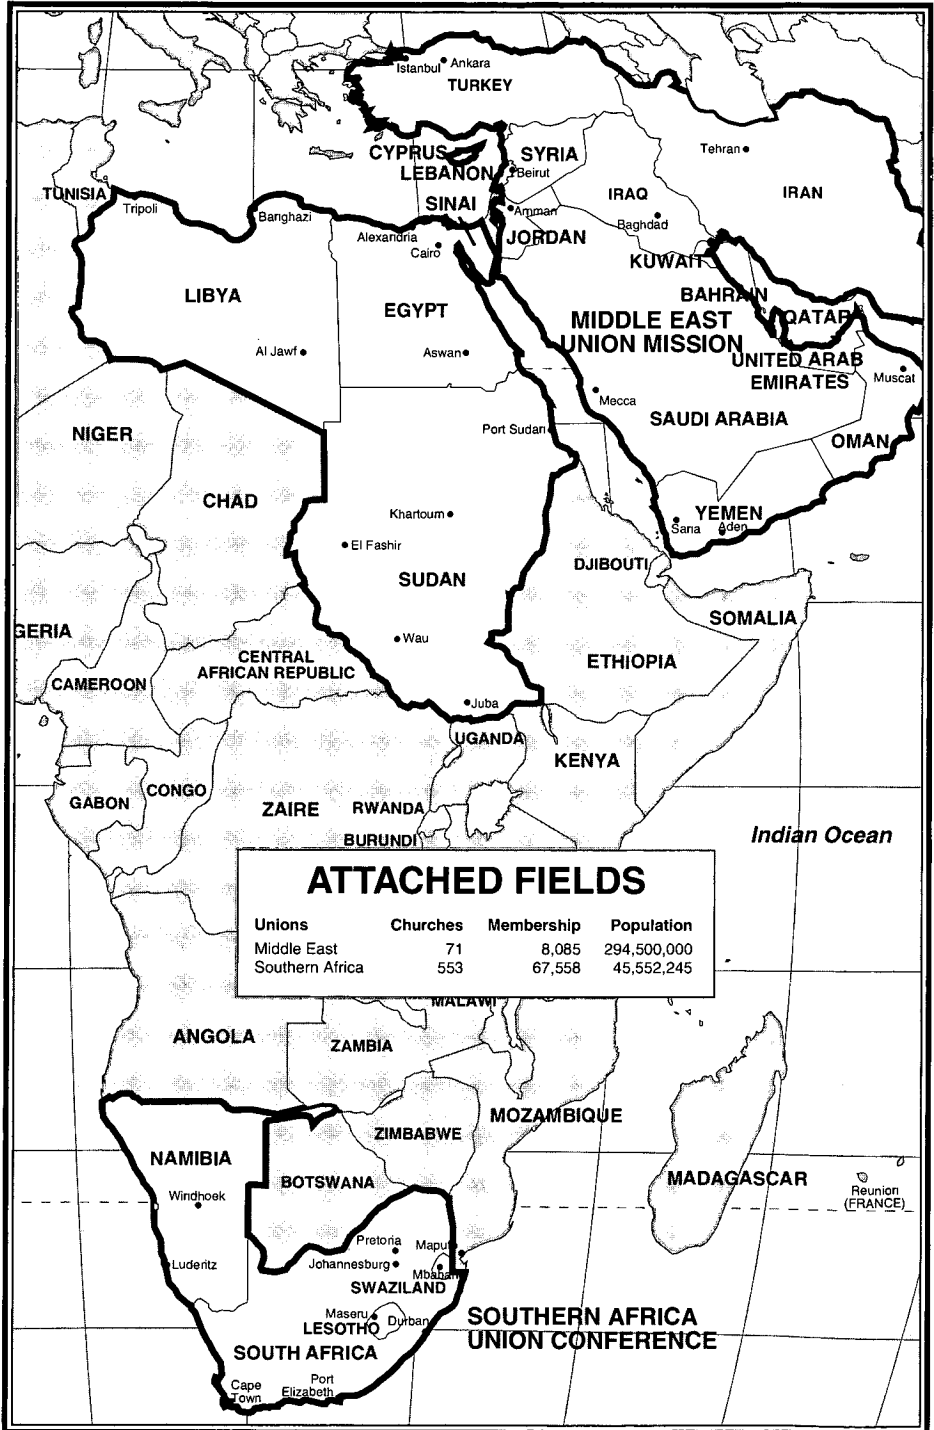 Istanbul
Ankara
TURKEY
CYPRUS
SYRIA
Tehran
LEBANON
Beirut
TUNISIA
IRAQ
IRAN
SINAI
Tripoli
Banghazi
Amman
Baghdad
Alexandria
JORDAN
Cairo
KUWAIT
LIBYA
BAHRAIN
EGYPT
MIDDLE EAST
UNION MISSION
QATAR
Al Jawf
Aswan
UNITED ARAB
EMIRATES
Muscat
Mecca
SAUDI ARABIA
NIGER
Port Sudan
OMAN
CHAD
Khartoum
YEMEN
Sana
Aden
El Fashir
SUDAN
DJIBOUTI
SOMALIA
GERIA
Wau
CENTRAL
AFRICAN REPUBLIC
ETHIOPIA
CAMEROON
Juba
UGANDA
KENYA
CONGO
GABON
ZAIRE
RWANDA
BURUNDI
Indian Ocean
ATTACHED FIELDS
Unions Churches Membership Population
Middle East 71 8,085 294,500,000
Southern Africa 553 67,558 45,552,245
MALAWI
ANGOLA
ZAMBIA
MOZAMBIQUE
ZIMBABWE
NAMIBIA
BOTSWANA
MADAGASCAR
Windhoek
Reunion
(FRANCE)
Pretoria
Maputo
Luderitz
Johannesburg
Mbabane
SWAZILAND
Maseru
Durban
LESOTHO
SOUTHERN AFRICA
UNION CONFERENCE
SOUTH AFRICA
Cape
Town
Port
Elizabeth